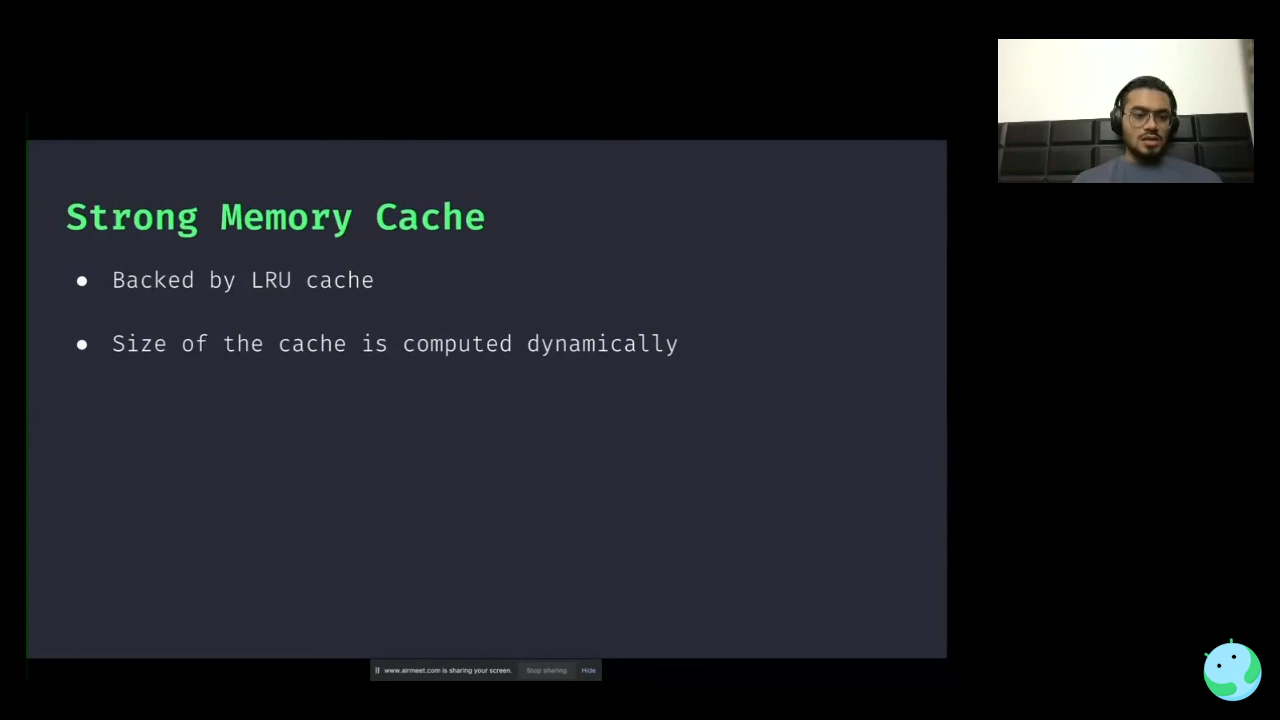 Strong Memory Cache
● Backed by LRU cache
● Size of the cache is computed dynamically
www.airmeet.com is sharing your screen. Stop sharing Hide